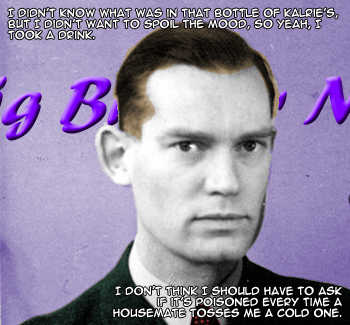 I DIDN'T KNOW WHAT WAS IN THAT BOTTLE OF KALRIE'S,
BUT I DIDN'T WANT TO SPOIL THE MOOD, SO YEAH, I
TOOK A DRINK.
ig B
I DON'T THINK I SHOULD HAVE TO ASK
IF IT'S POISONED EVERY TIME A
HOUSEMATE TOSSES ME A COLD ONE.